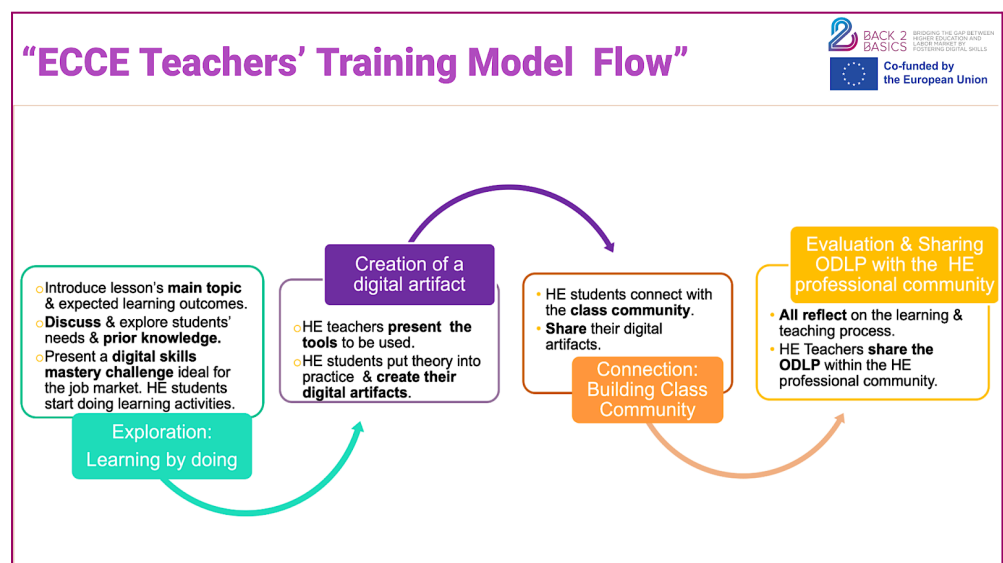 “ECCE Teachers’ Training Model Flow”
BACK 2
BASICS
BRIDGING THE GAP BETWEEN
HIGHER EDUCATION AND
LABOR MARKET BY
FOSTERING DIGITAL SKILLS
Co-funded by
the European Union
Introduce lesson’s main topic
& expected learning outcomes.
Discuss & explore students’
needs & prior knowledge.
Present a digital skills
mastery challenge ideal for
the job market. HE students
start doing learning activities.
Exploration:
Learning by doing
Creation of a
digital artifact
HE teachers present the
tools to be used.
HE students put theory into
practice & create their
digital artifacts.
HE students connect with
the class community.
Share their digital
artifacts.
Connection:
Building Class
Community
Evaluation & Sharing
ODLP with the HE
professional community
All reflect on the learning &
teaching process.
HE Teachers share the
ODLP within the HE
professional community.